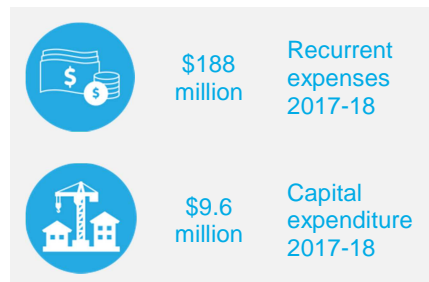 $
$
$188
million
Recurrent
expenses
2017-18
$9.6
million
Capital
expenditure
2017-18